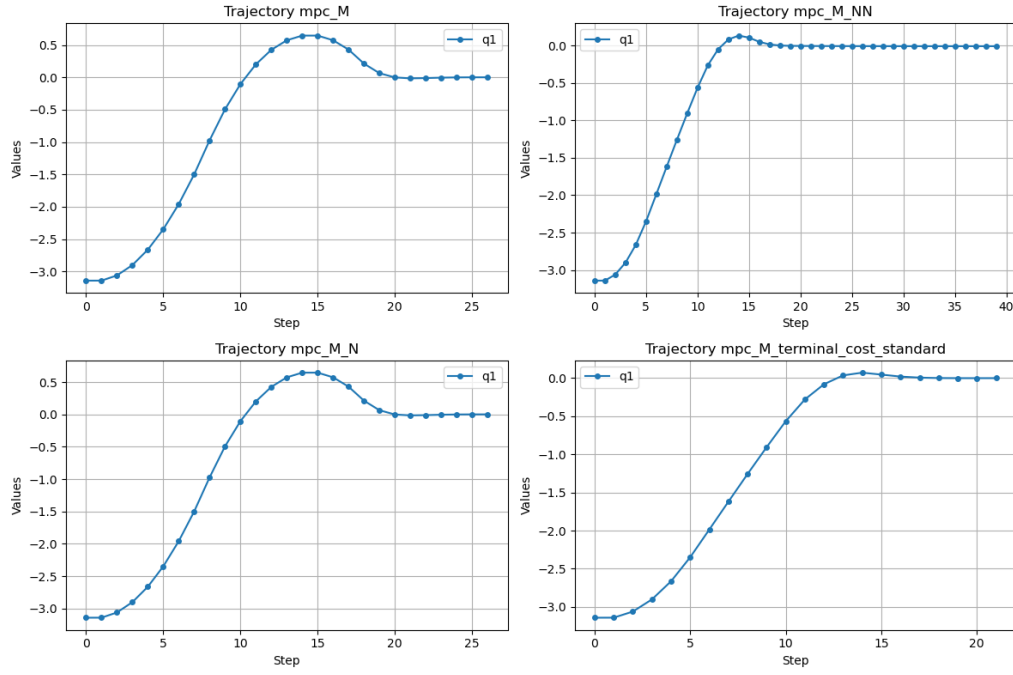 Trajectory mpc_M
0.5
0.0
−0.5
−1.0
−1.5
−2.0
−2.5
−3.0
Values
q1
0 5 10 15 20 25
Step
Trajectory mpc_M_NN
0.0
−0.5
−1.0
−1.5
−2.0
−2.5
−3.0
Values
q1
0 5 10 15 20 25 30 35 40
Step
Trajectory mpc_M_N
0.5
0.0
−0.5
−1.0
−1.5
−2.0
−2.5
−3.0
Values
q1
0 5 10 15 20 25
Step
Trajectory mpc_M_terminal_cost_standard
0.0
−0.5
−1.0
−1.5
−2.0
−2.5
−3.0
Values
q1
0 5 10 15 20
Step